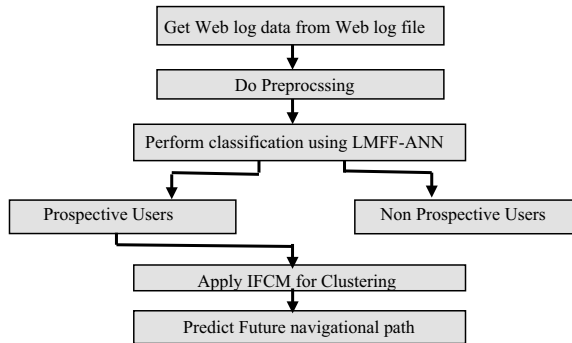 Get Web log data from Web log file
Do Preprocssing
Perform classification using LMFF-ANN
Prospective Users
Non Prospective Users
Apply IFCM for Clustering
Predict Future navigational path